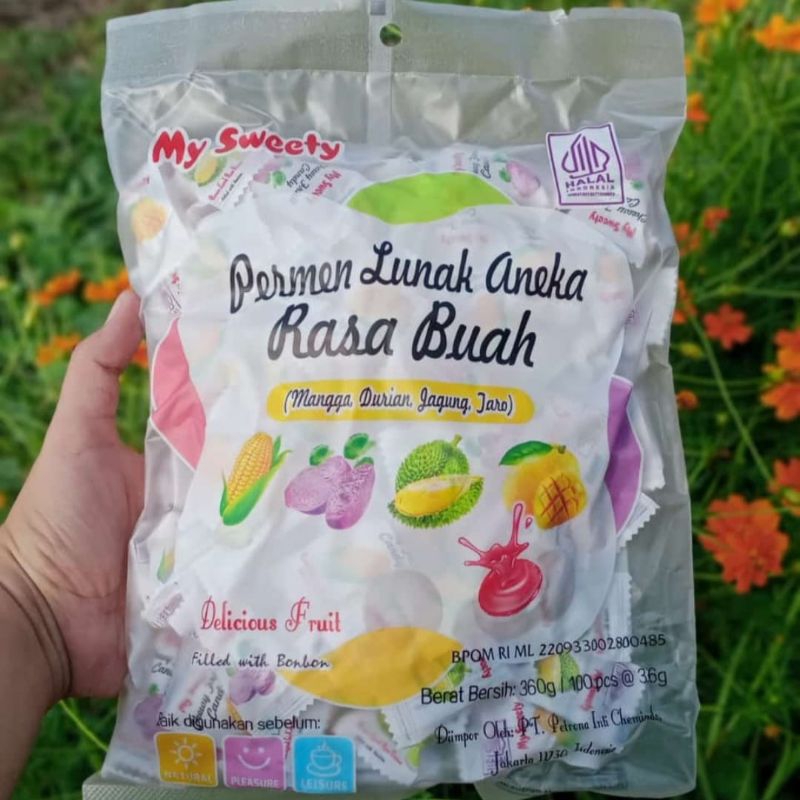 My Sweety
HALAL
INDONESIA
Permen Lunak Aneka
Rasa Buah
(Mangga, Durian, Jagung, Taro)
Delicious Fruit
Filled with Bonbon
BPOM RI ML 220933002800485
Berat Bersih: 360g | 100 pcs @ 3.6g
Baik digunakan sebelum:
Diimpor Oleh: PT. Petrona Inti Chemindo,
Jakarta 11730 Indonesia
NATURAL
PLEASURE
LEISURE